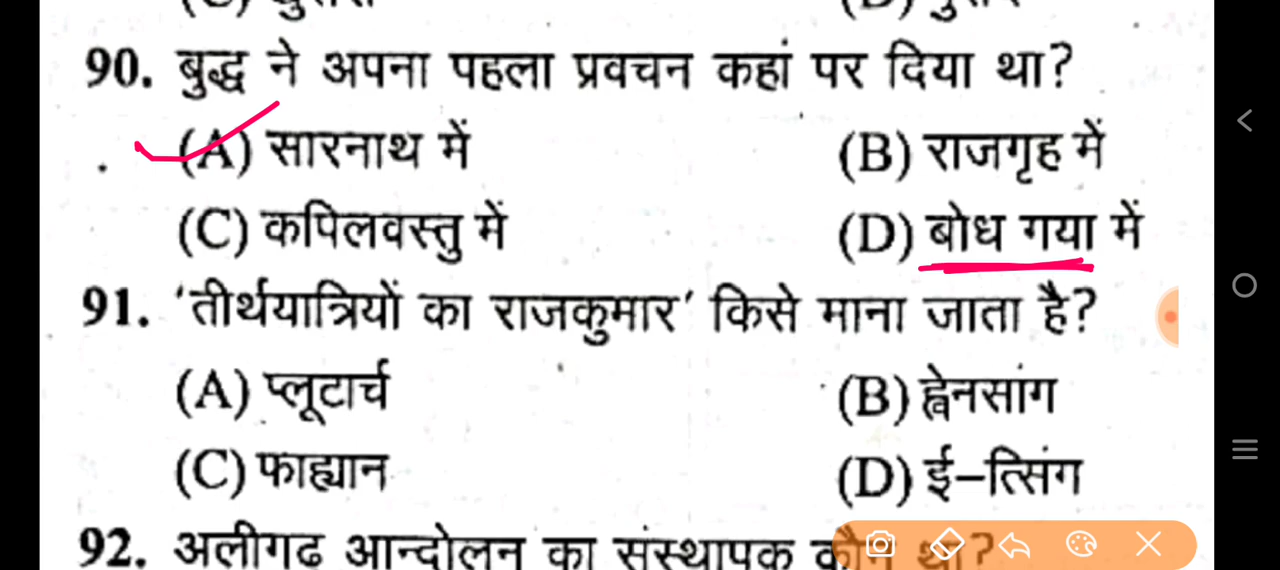 90. बुद्ध ने अपना पहला प्रवचन कहां पर दिया था?
(A) सारनाथ में (B) राजगृह में
(C) कपिलवस्तु में (D) बोध गया में
91. ‘तीर्थयात्रियों का राजकुमार’ किसे माना जाता है?
(A) प्लूटार्च (B) ह्वेनसांग
(C) फाह्यान (D) ई–त्सिंग
92. अलीगढ आन्दोलन का संस्थापक कौन था?